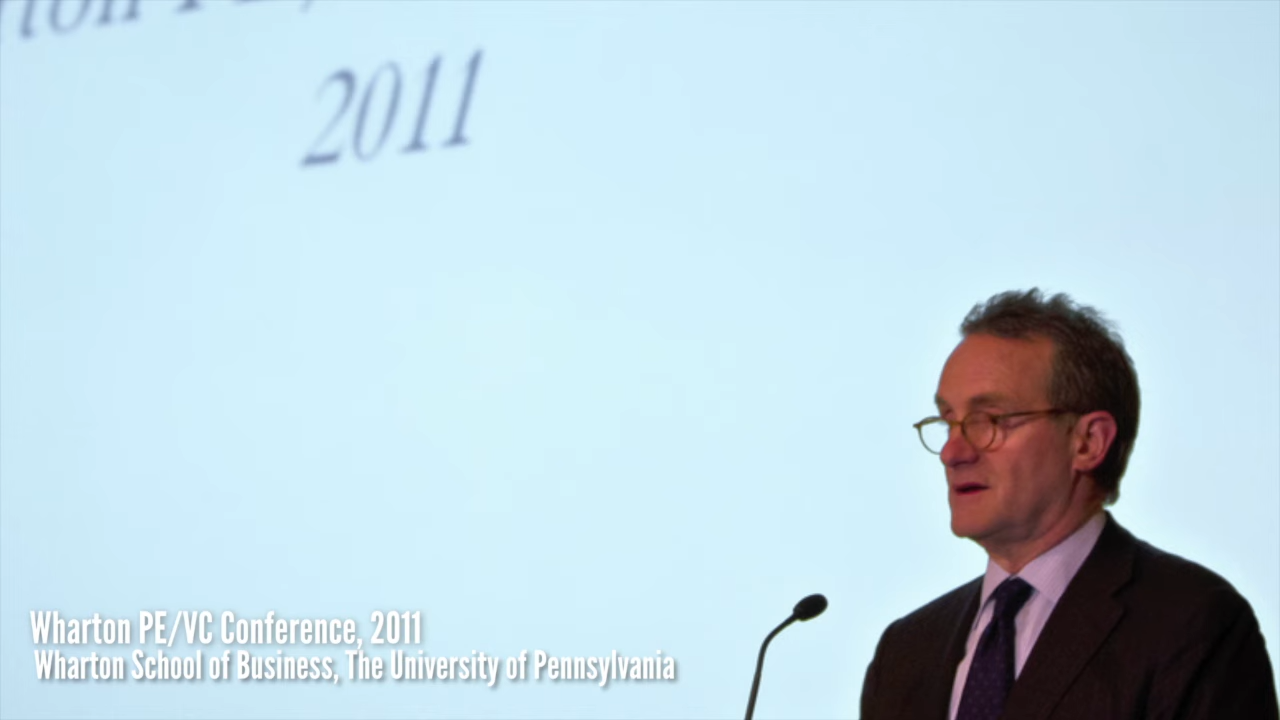 2011
Wharton PE/VC Conference, 2011
Wharton School of Business, The University of Pennsylvania